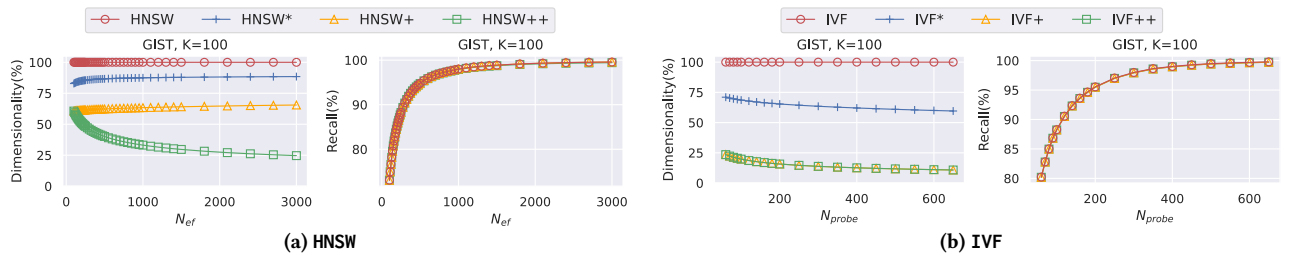 HNSW HNSW* HNSW+ HNSW++
GIST, K=100
Dimensionality(%)
100
75
50
25
0
0 1000 2000 3000
N_ef
GIST, K=100
Recall(%)
100
90
80
0 1000 2000 3000
N_ef
(a) HNSW
IVF IVF* IVF+ IVF++
GIST, K=100
Dimensionality(%)
100
75
50
25
0
200 400 600
N_probe
GIST, K=100
Recall(%)
100
95
90
85
80
200 400 600
N_probe
(b) IVF